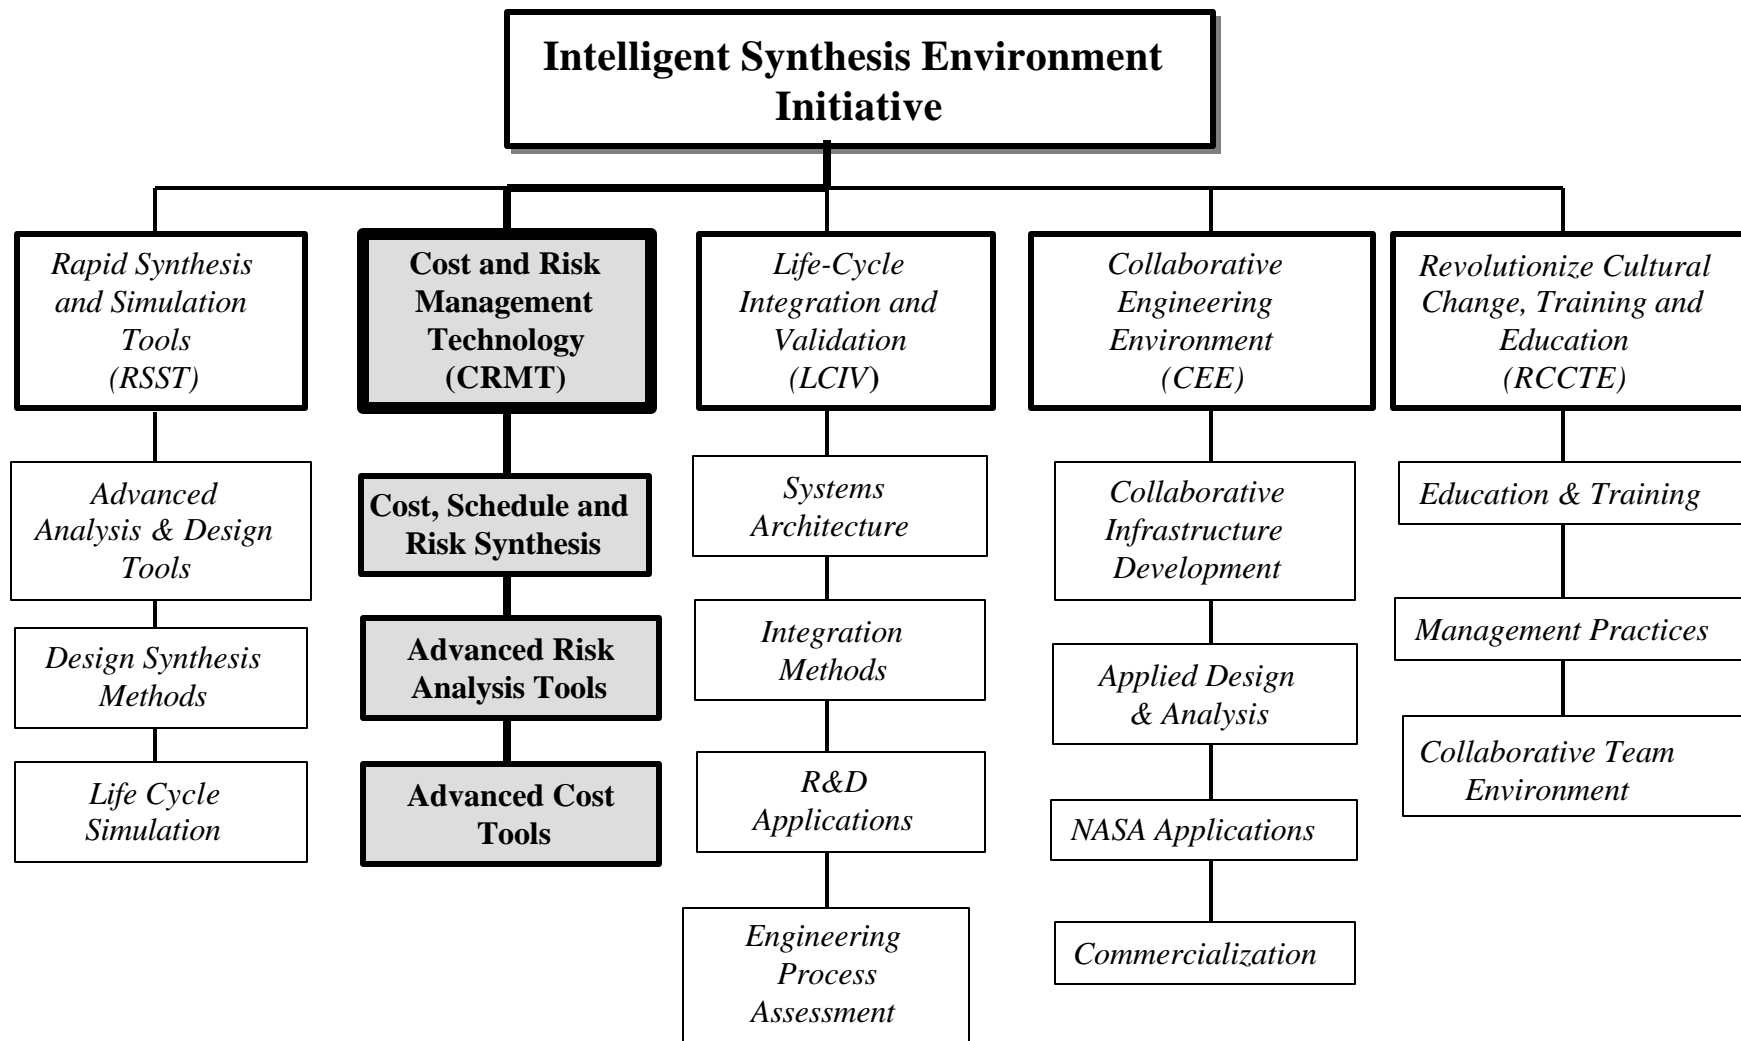 Intelligent Synthesis Environment
Initiative
Rapid Synthesis
and Simulation
Tools
(RSST)
Cost and Risk
Management
Technology
(CRMT)
Life-Cycle
Integration and
Validation
(LCIV)
Collaborative
Engineering
Environment
(CEE)
Revolutionize Cultural
Change, Training and
Education
(RCCTE)
Advanced
Analysis & Design
Tools
Design Synthesis
Methods
Life Cycle
Simulation
Cost, Schedule and
Risk Synthesis
Advanced Risk
Analysis Tools
Advanced Cost
Tools
Systems
Architecture
Integration
Methods
R&D
Applications
Engineering
Process
Assessment
Collaborative
Infrastructure
Development
Applied Design
& Analysis
NASA Applications
Commercialization
Education & Training
Management Practices
Collaborative Team
Environment